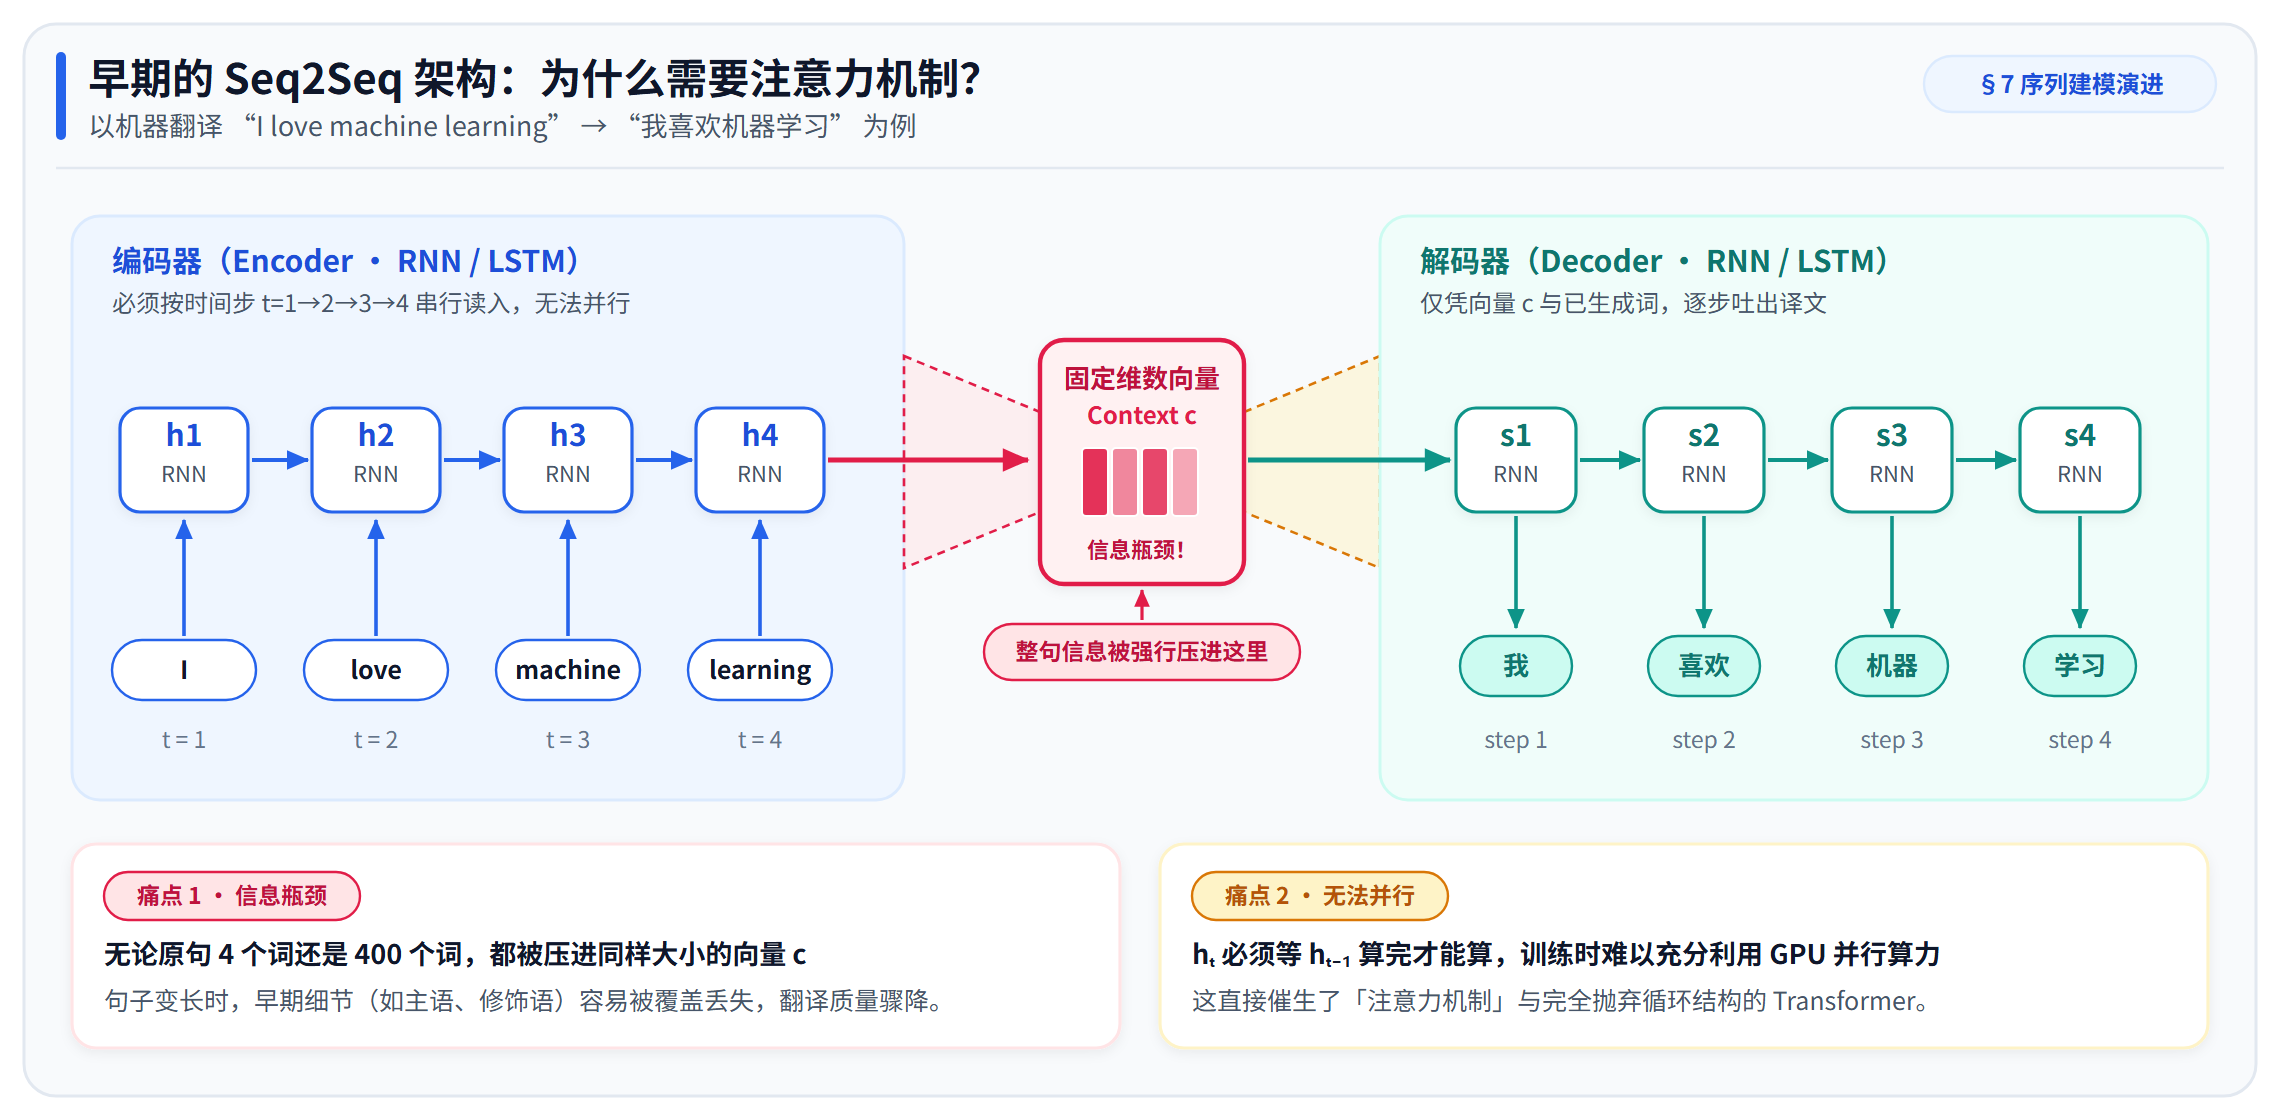 早期的 Seq2Seq 架构：为什么需要注意力机制？
以机器翻译 “I love machine learning” → “我喜欢机器学习” 为例
§ 7 序列建模演进
编码器（Encoder · RNN / LSTM）
必须按时间步 t=1→2→3→4 串行读入，无法并行
h1
RNN
h2
RNN
h3
RNN
h4
RNN
I
love
machine
learning
t = 1
t = 2
t = 3
t = 4
固定维数向量
Context c
信息瓶颈！
整句信息被强行压进这里
解码器（Decoder · RNN / LSTM）
仅凭向量 c 与已生成词，逐步吐出译文
s1
RNN
s2
RNN
s3
RNN
s4
RNN
我
喜欢
机器
学习
step 1
step 2
step 3
step 4
痛点 1 · 信息瓶颈
无论原句 4 个词还是 400 个词，都被压进同样大小的向量 c
句子变长时，早期细节（如主语、修饰语）容易被覆盖丢失，翻译质量骤降。
痛点 2 · 无法并行
hₜ 必须等 hₜ₋₁ 算完才能算，训练时难以充分利用 GPU 并行算力
这直接催生了「注意力机制」与完全抛弃循环结构的 Transformer。